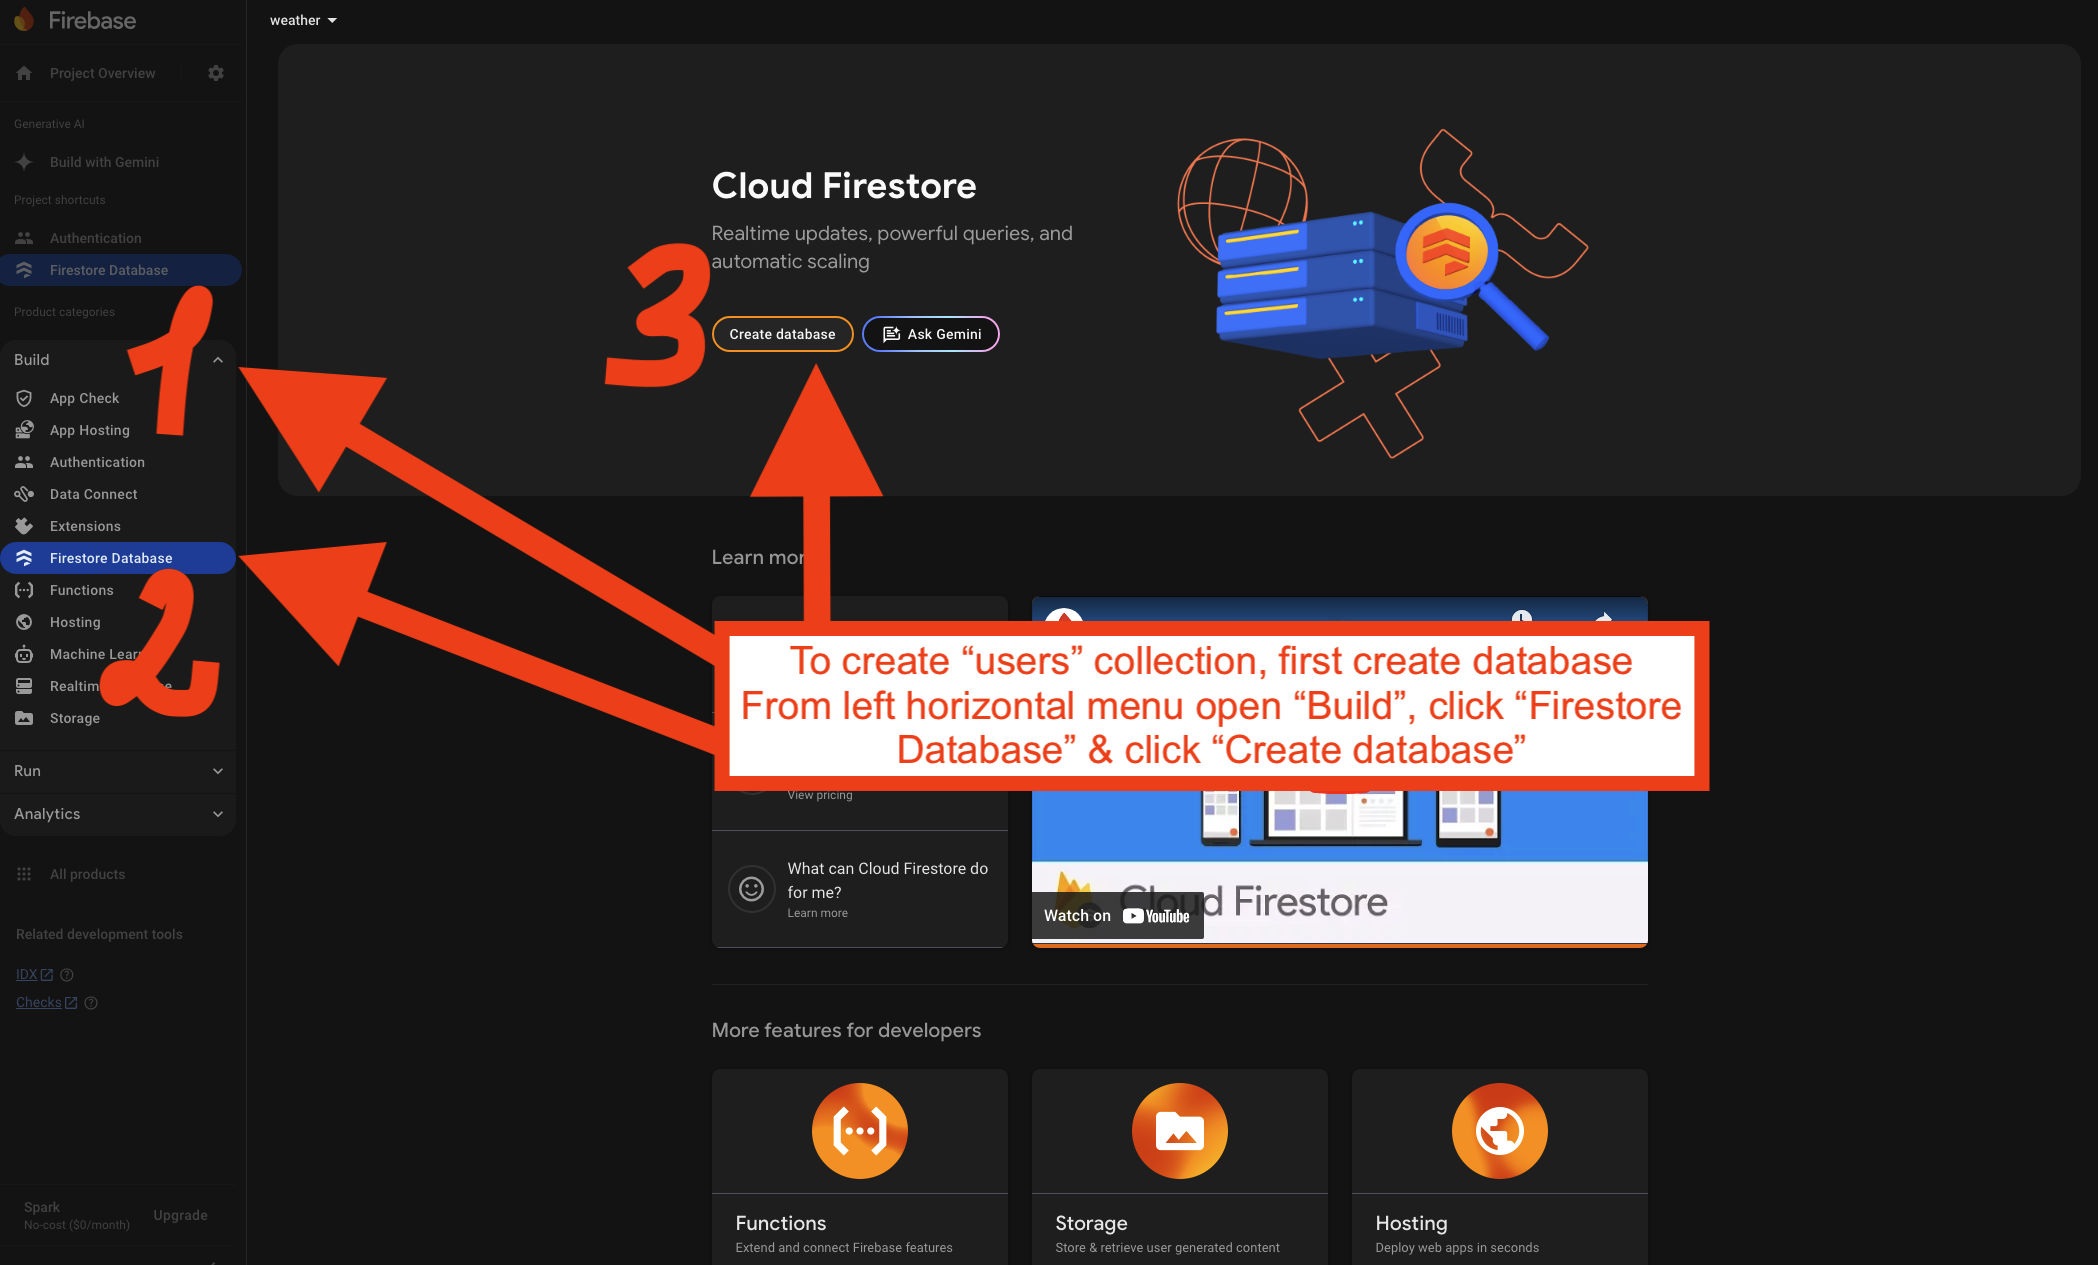 Firebase
weather
Project Overview
Generative AI
Build with Gemini
Project shortcuts
Authentication
Firestore Database
Product categories
Build
App Check
App Hosting
Authentication
Data Connect
Extensions
Firestore Database
Functions
Hosting
Machine
Storage
Run
Analytics
All products
Related development tools
IDX
Checks
Spark
No-cost ($0/month)
Upgrade
1
2
3
Cloud Firestore
Realtime updates, powerful queries, and
automatic scaling
Create database
Ask Gemini
Learn
To create “users” collection, first create database
From left horizontal menu open “Build”, click “Firestore
Database” & click “Create database”
View pricing
What can Cloud Firestore do
for me?
Learn more
Cloud Firestore
Watch on YouTube
More features for developers
Functions
Extend and connect Firebase features
Storage
Store & retrieve user generated content
Hosting
Deploy web apps in seconds